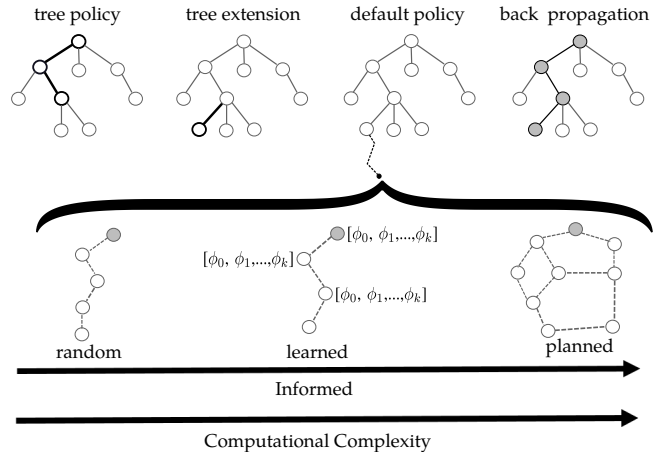 tree policy
tree extension
default policy
back propagation
[ϕ₀, ϕ₁,...,ϕₖ]
[ϕ₀, ϕ₁,...,ϕₖ]
[ϕ₀, ϕ₁,...,ϕₖ]
random
learned
planned
Informed
Computational Complexity